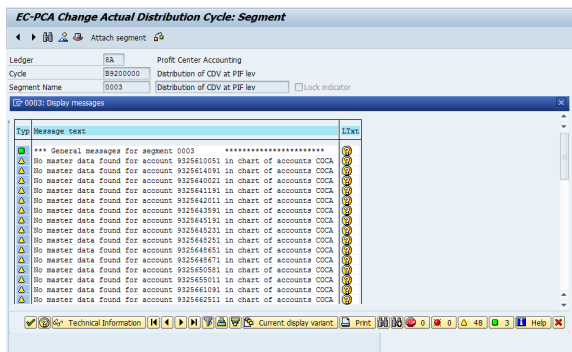 EC-PCA Change Actual Distribution Cycle: Segment
Attach segment
Ledger 8A Profit Center Accounting
Cycle B9200000 Distribution of CDV at PIF lev
Segment Name 0003 Distribution of CDV at PIF lev Lock indicator
0003: Display messages
Typ Message text LTxt
*** General messages for segment 0003 ************************
No master data found for account 9325610051 in chart of accounts COCA
No master data found for account 9325614091 in chart of accounts COCA
No master data found for account 9325640021 in chart of accounts COCA
No master data found for account 9325641191 in chart of accounts COCA
No master data found for account 9325642011 in chart of accounts COCA
No master data found for account 9325643591 in chart of accounts COCA
No master data found for account 9325645191 in chart of accounts COCA
No master data found for account 9325645231 in chart of accounts COCA
No master data found for account 9325648251 in chart of accounts COCA
No master data found for account 9325648651 in chart of accounts COCA
No master data found for account 9325648671 in chart of accounts COCA
No master data found for account 9325650581 in chart of accounts COCA
No master data found for account 9325655011 in chart of accounts COCA
No master data found for account 9325661091 in chart of accounts COCA
No master data found for account 9325662511 in chart of accounts COCA
Technical Information Current display variant Print 0 0 48 3 Help